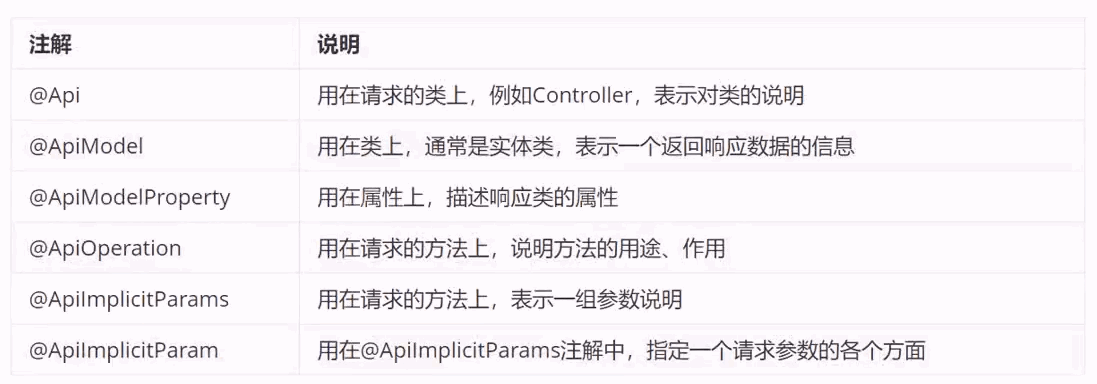 注解 说明
@Api 用在请求的类上，例如Controller，表示对类的说明
@ApiModel 用在类上，通常是实体类，表示一个返回响应数据的信息
@ApiModelProperty 用在属性上，描述响应类的属性
@ApiOperation 用在请求的方法上，说明方法的用途、作用
@ApiImplicitParams 用在请求的方法上，表示一组参数说明
@ApiImplicitParam 用在@ApiImplicitParams注解中，指定一个请求参数的各个方面